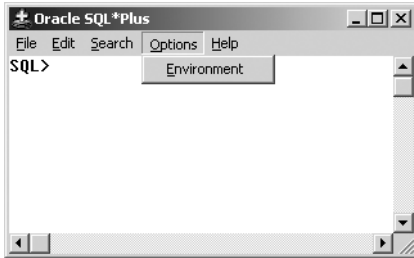 Oracle SQL*Plus
File Edit Search Options Help
SQL>
Environment